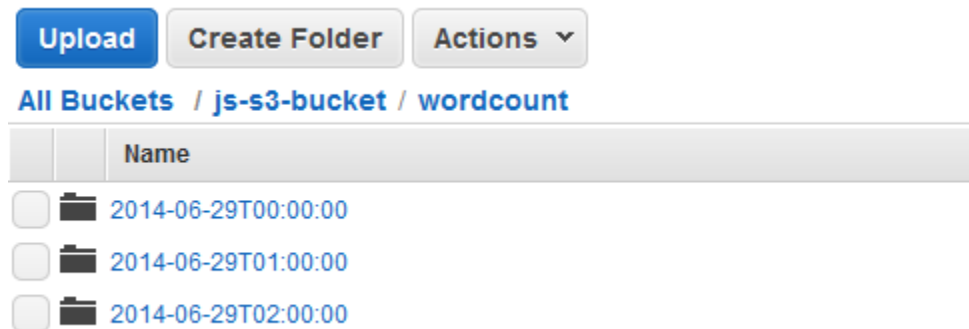 Upload Create Folder Actions
All Buckets / js-s3-bucket / wordcount
Name
2014-06-29T00:00:00
2014-06-29T01:00:00
2014-06-29T02:00:00